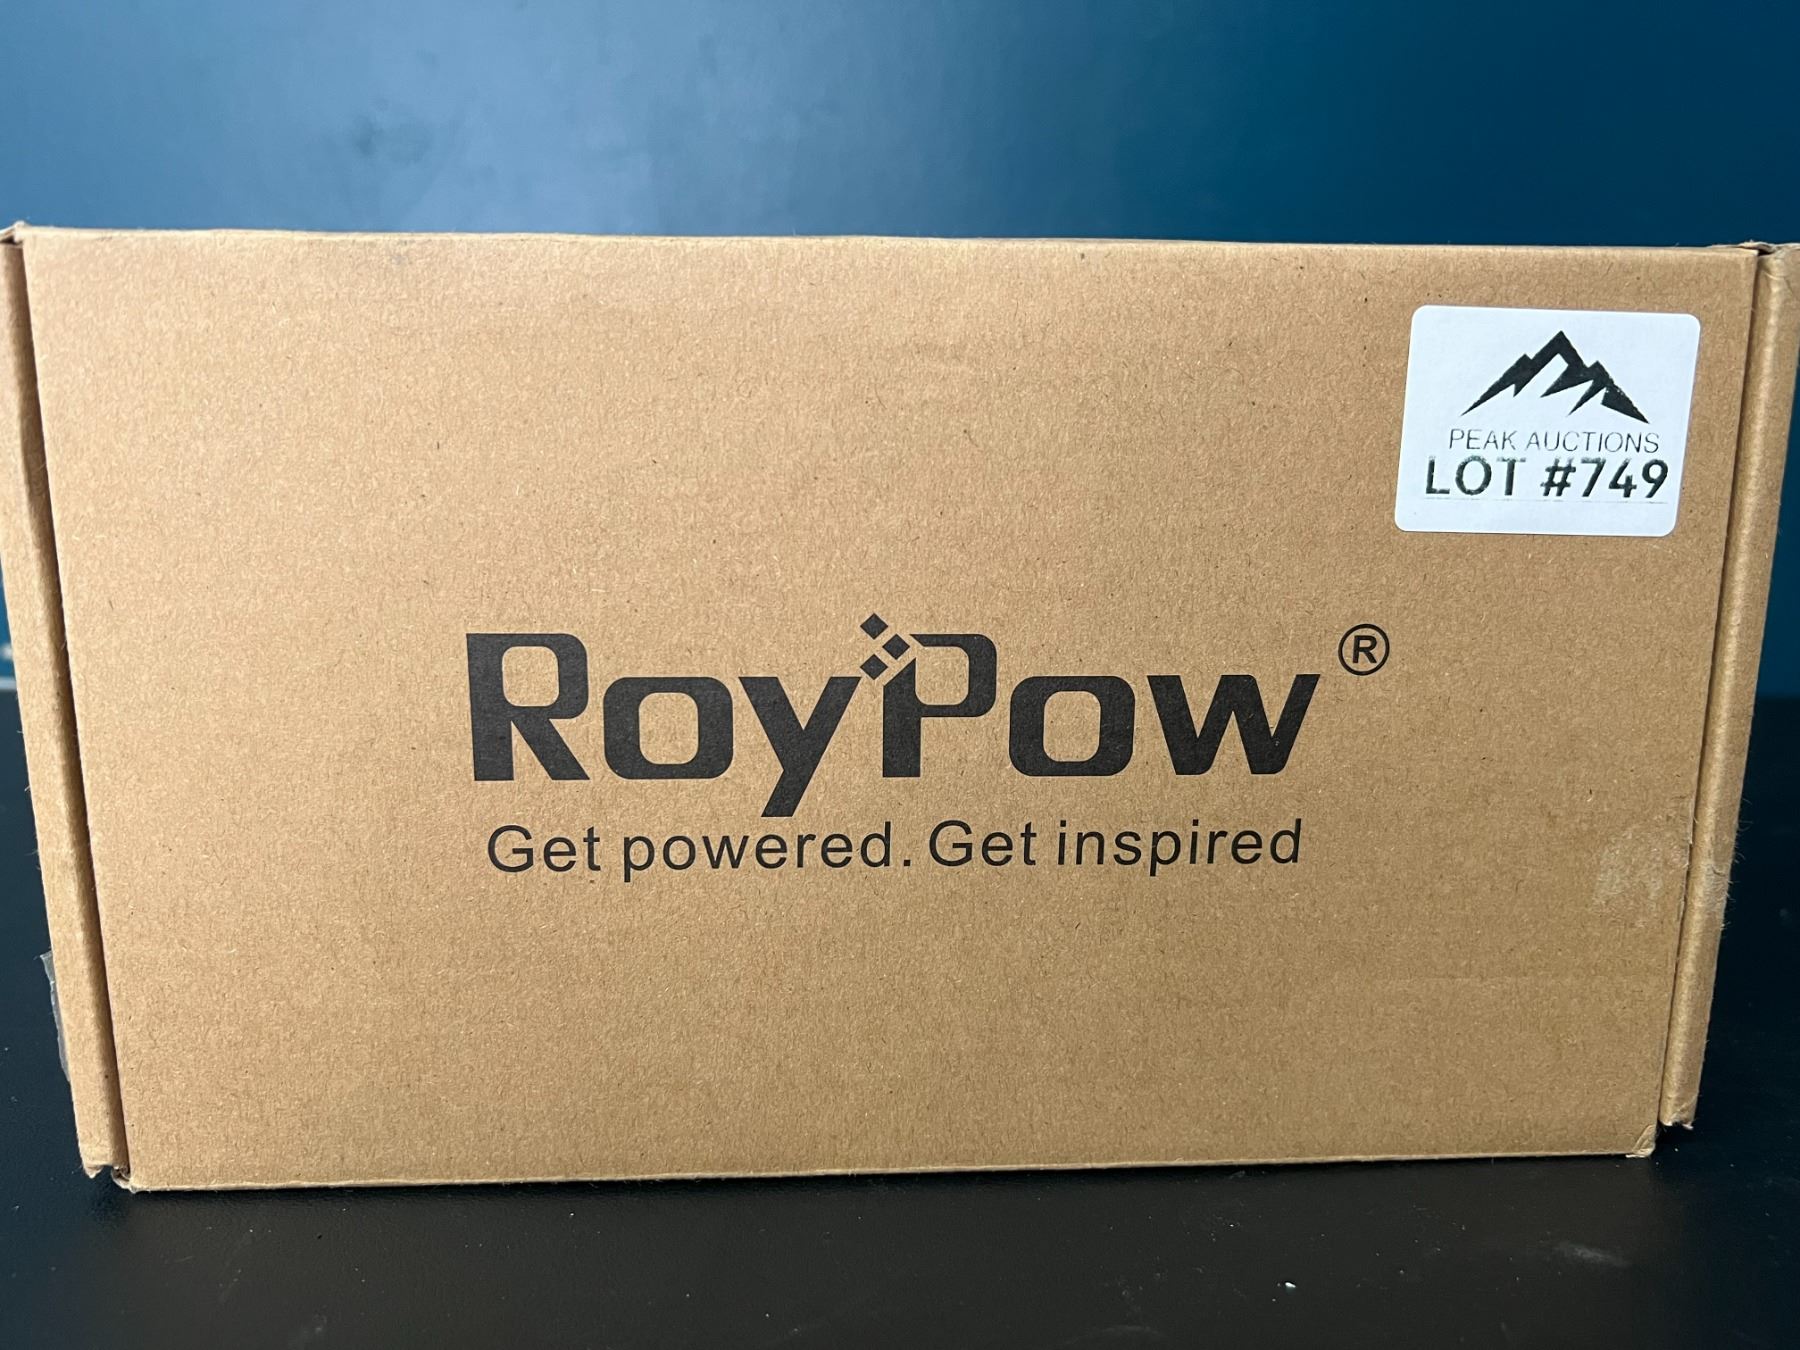 PEAK AUCTIONS
LOT #749
RoyPow®
Get powered. Get inspired